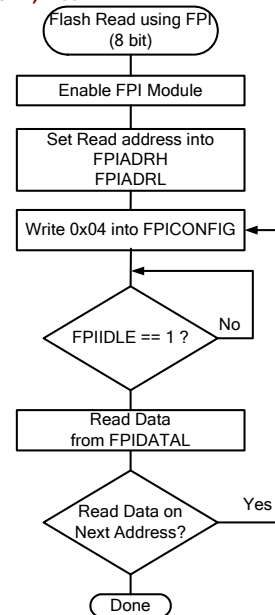 Flash Read using FPI
(8 bit)
Enable FPI Module
Set Read address into
FPIADRH
FPIADRL
Write 0x04 into FPICONFIG
FPIIDLE == 1 ?
No
Read Data
from FPIDATAL
Read Data on
Next Address?
Yes
Done